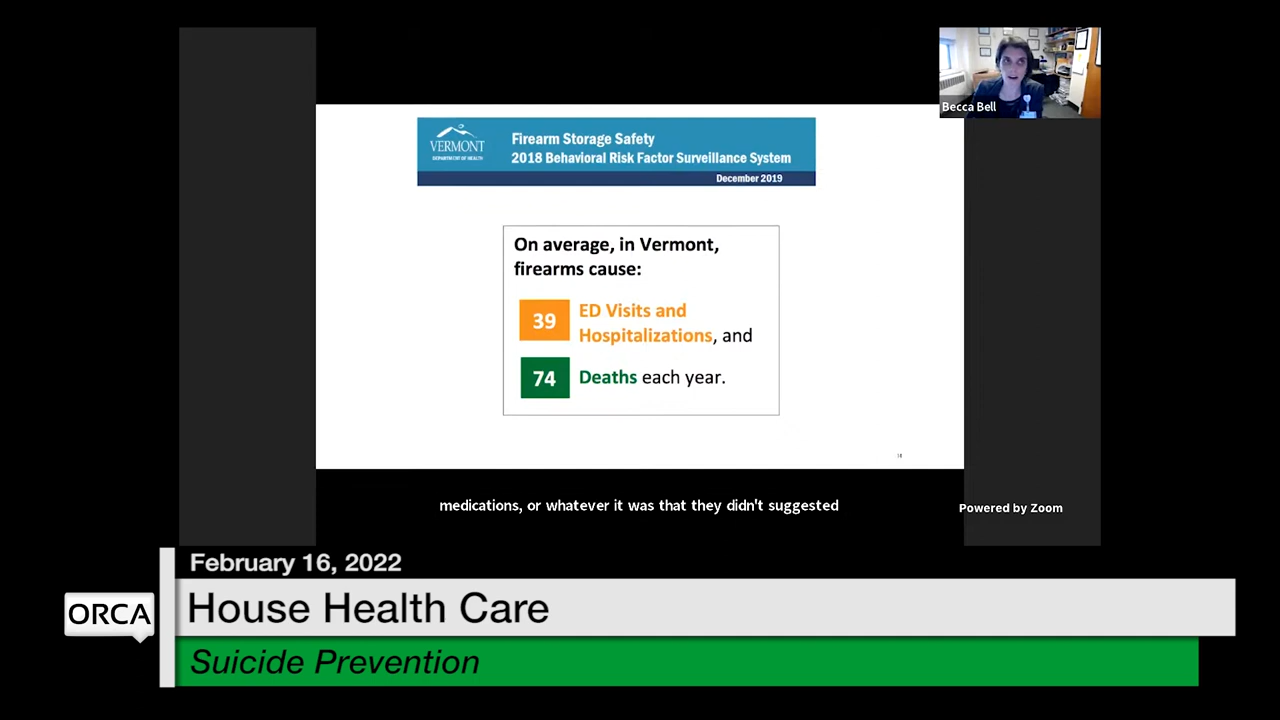 Becca Bell
VERMONT
DEPARTMENT OF HEALTH
Firearm Storage Safety
2018 Behavioral Risk Factor Surveillance System
December 2019
On average, in Vermont,
firearms cause:
39
ED Visits and
Hospitalizations, and
74
Deaths each year.
18
medications, or whatever it was that they didn't suggested
Powered by Zoom
February 16, 2022
ORCA
House Health Care
Suicide Prevention